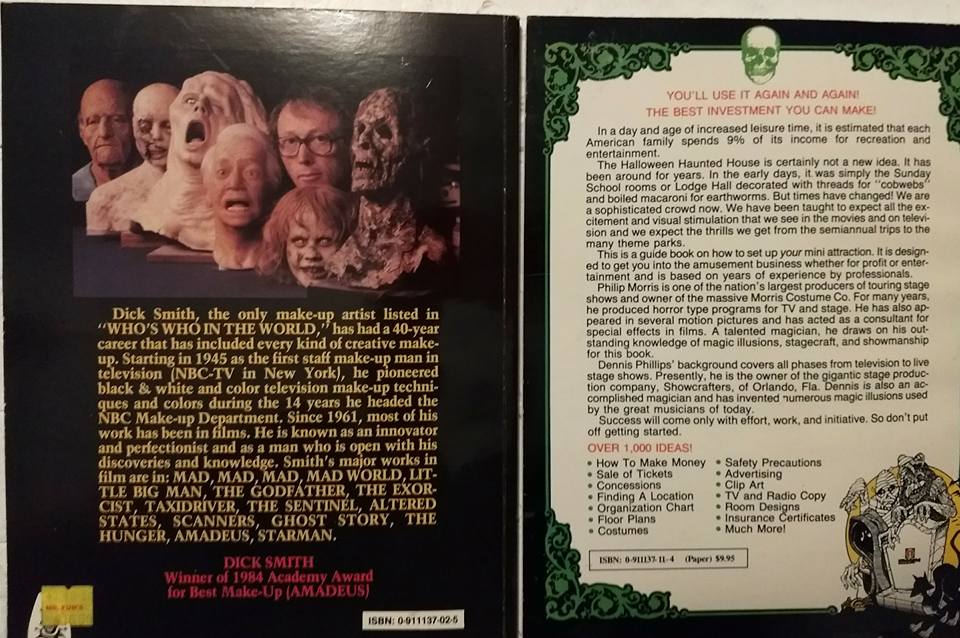 Dick Smith, the only make-up artist listed in
"WHO'S WHO IN THE WORLD," has had a 40-year
career that has included every kind of creative make-
up. Starting in 1945 as the first staff make-up man in
television (NBC-TV in New York), he pioneered
black & white and color television make-up techni-
ques and colors during the 14 years he headed the
NBC Make-up Department. Since 1961, most of his
work has been in films. He is known as an innovator
and perfectionist and as a man who is open with his
discoveries and knowledge. Smith's major works in
film are in: MAD, MAD, MAD, MAD WORLD, LIT-
TLE BIG MAN, THE GODFATHER, THE EXOR-
CIST, TAXIDRIVER, THE SENTINEL, ALTERED
STATES, SCANNERS, GHOST STORY, THE
HUNGER, AMADEUS, STARMAN.
DICK SMITH
Winner of 1984 Academy Award
for Best Make-Up (AMADEUS)
ISBN: 0-911137-02-5
YOU'LL USE IT AGAIN AND AGAIN!
THE BEST INVESTMENT YOU CAN MAKE!
In a day and age of increased leisure time, it is estimated that each
American family spends 9% of its income for recreation and
entertainment.
The Halloween Haunted House is certainly not a new idea. It has
been around for years. In the early days, it was simply the Sunday
School rooms or Lodge Hall decorated with threads for "cobwebs"
and boiled macaroni for earthworms. But times have changed! We are
a sophisticated crowd now. We have been taught to expect all the ex-
citement and visual stimulation that we see in the movies and on televi-
sion and we expect the thrills we get from the semiannual trips to the
many theme parks.
This is a guide book on how to set up your mini attraction. It is design-
ed to get you into the amusement business whether for profit or enter-
tainment and is based on years of experience by professionals.
Philip Morris is one of the nation's largest producers of touring stage
shows and owner of the massive Morris Costume Co. For many years,
he produced horror type programs for TV and stage. He has also ap-
peared in several motion pictures and has acted as a consultant for
special effects in films. A talented magician, he draws on his out-
standing knowledge of magic illusions, stagecraft, and showmanship
for this book.
Dennis Phillips' background covers all phases from television to live
stage shows. Presently, he is the owner of the gigantic stage produc-
tion company, Showcrafters, of Orlando, Fla. Dennis is also an ac-
complished magician and has invented numerous magic illusions used
by the great musicians of today.
Success will come only with effort, work, and initiative. So don't put
off getting started.
OVER 1,000 IDEAS!
• How To Make Money
• Sale of Tickets
• Concessions
• Finding A Location
• Organization Chart
• Floor Plans
• Costumes
• Safety Precautions
• Advertising
• Clip Art
• TV and Radio Copy
• Room Designs
• Insurance Certificates
• Much More!
ISBN: 0-911137-11-4 (Paper) $9.95